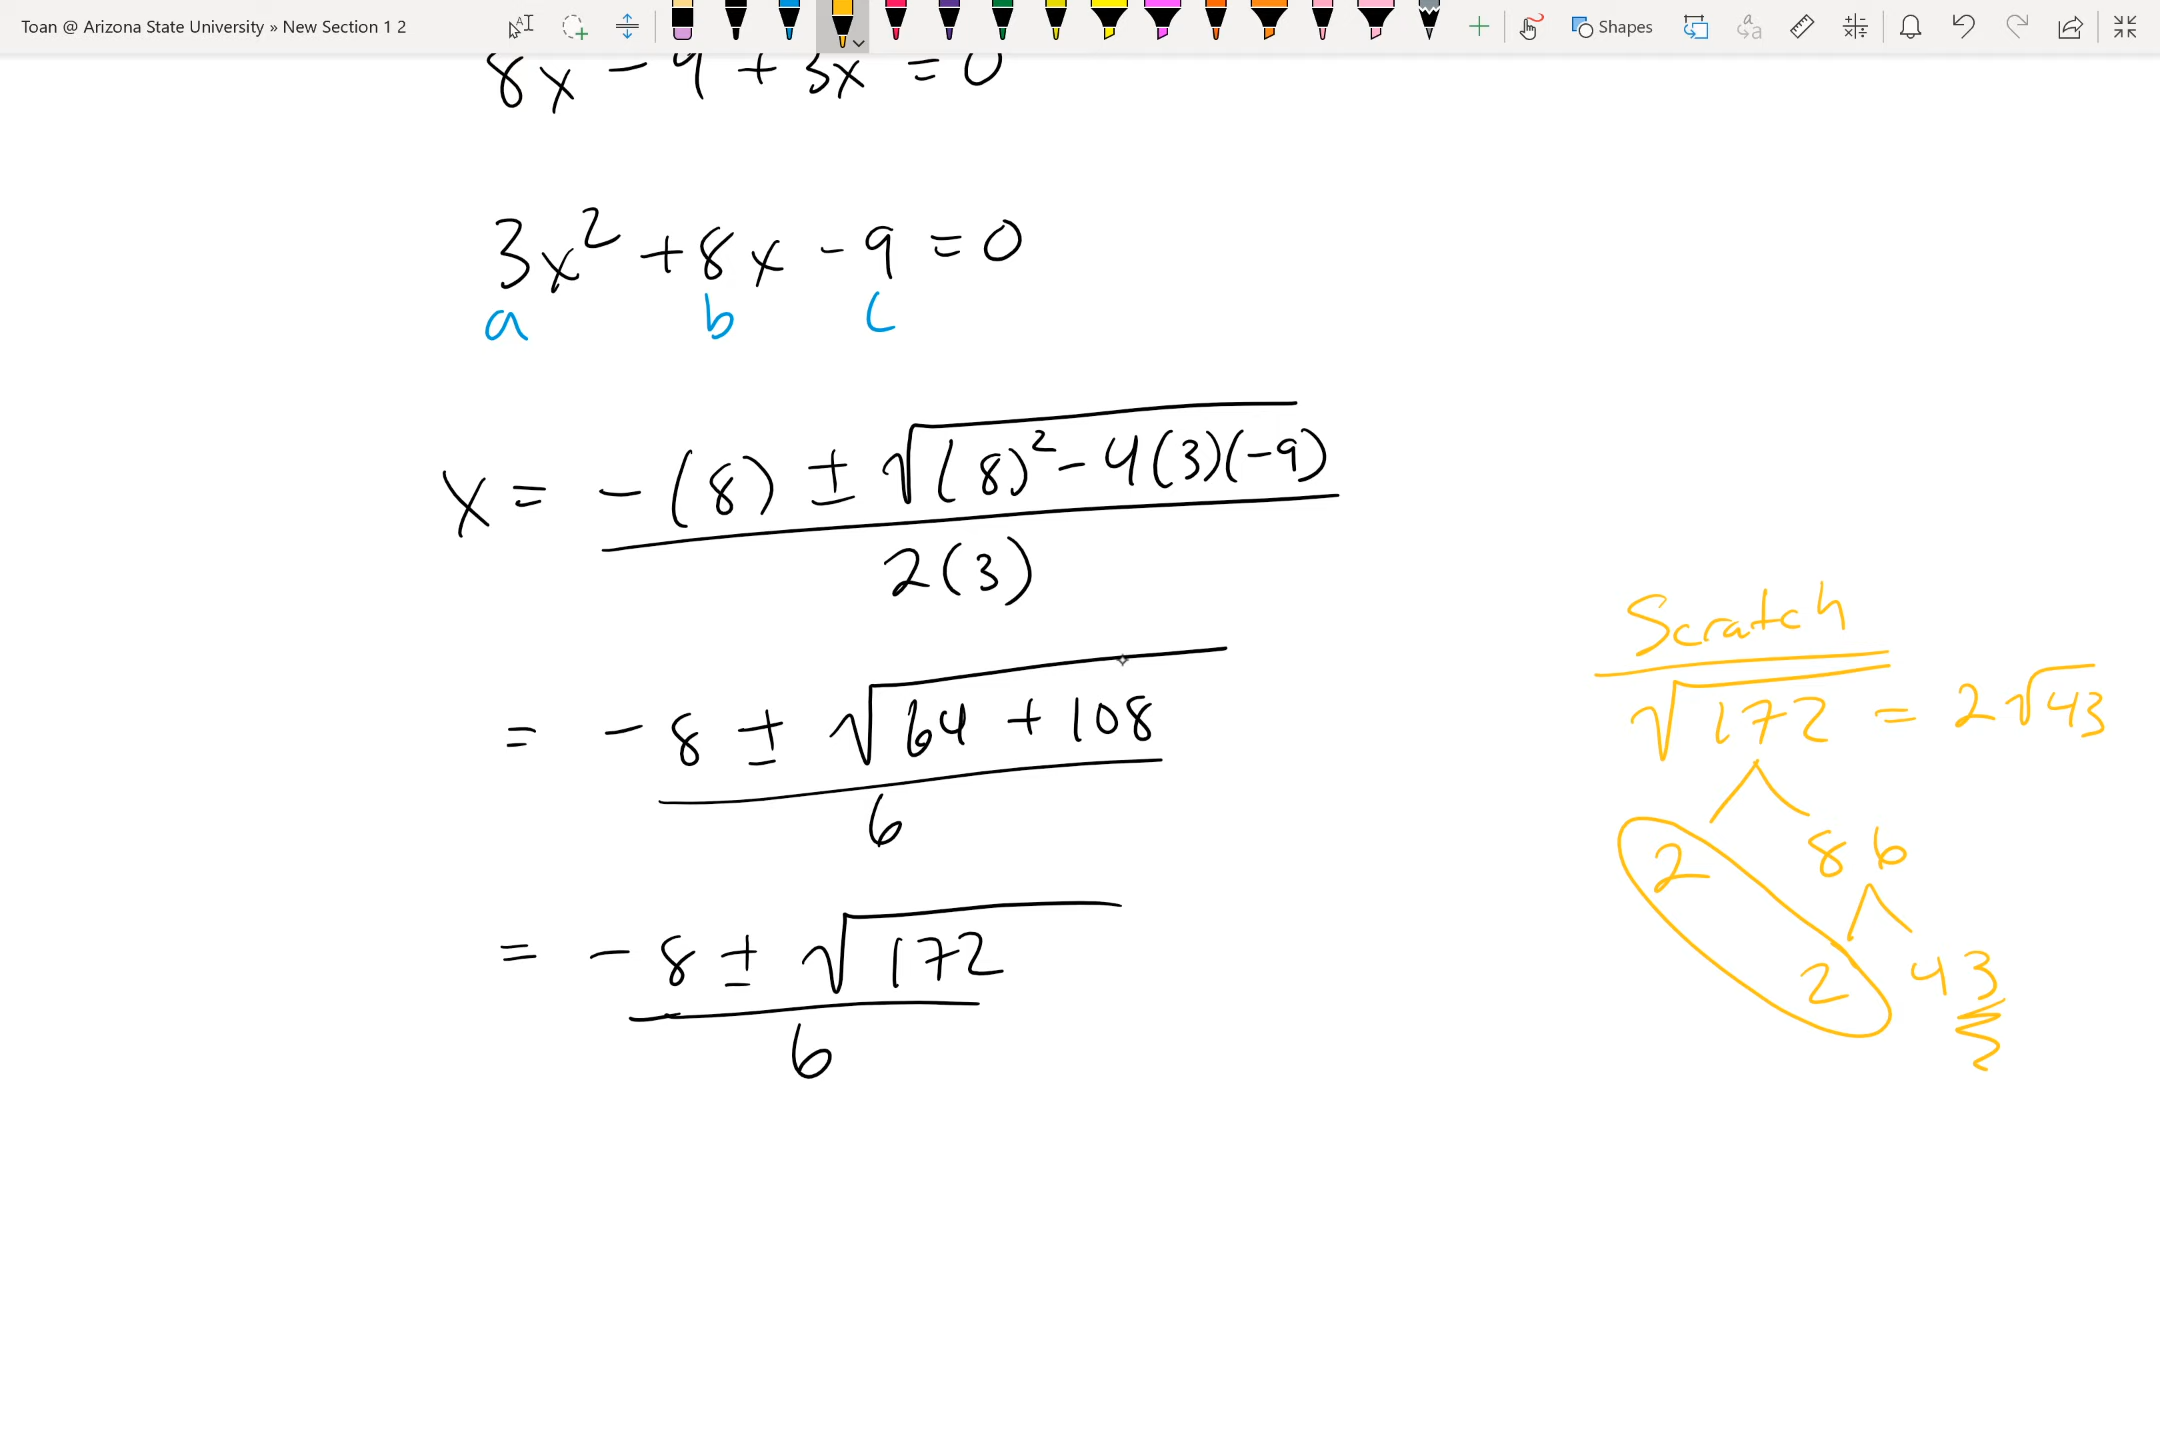 Toan @ Arizona State University » New Section 1 2
Shapes
8x - 9 + 3x = 0
3x² + 8x - 9 = 0
a b c
x = -(8) ± √((8)² - 4(3)(-9))
2(3)
= -8 ± √(64 + 108)
6
= -8 ± √172
6
Scratch
√172 = 2√43
2 86
2 43